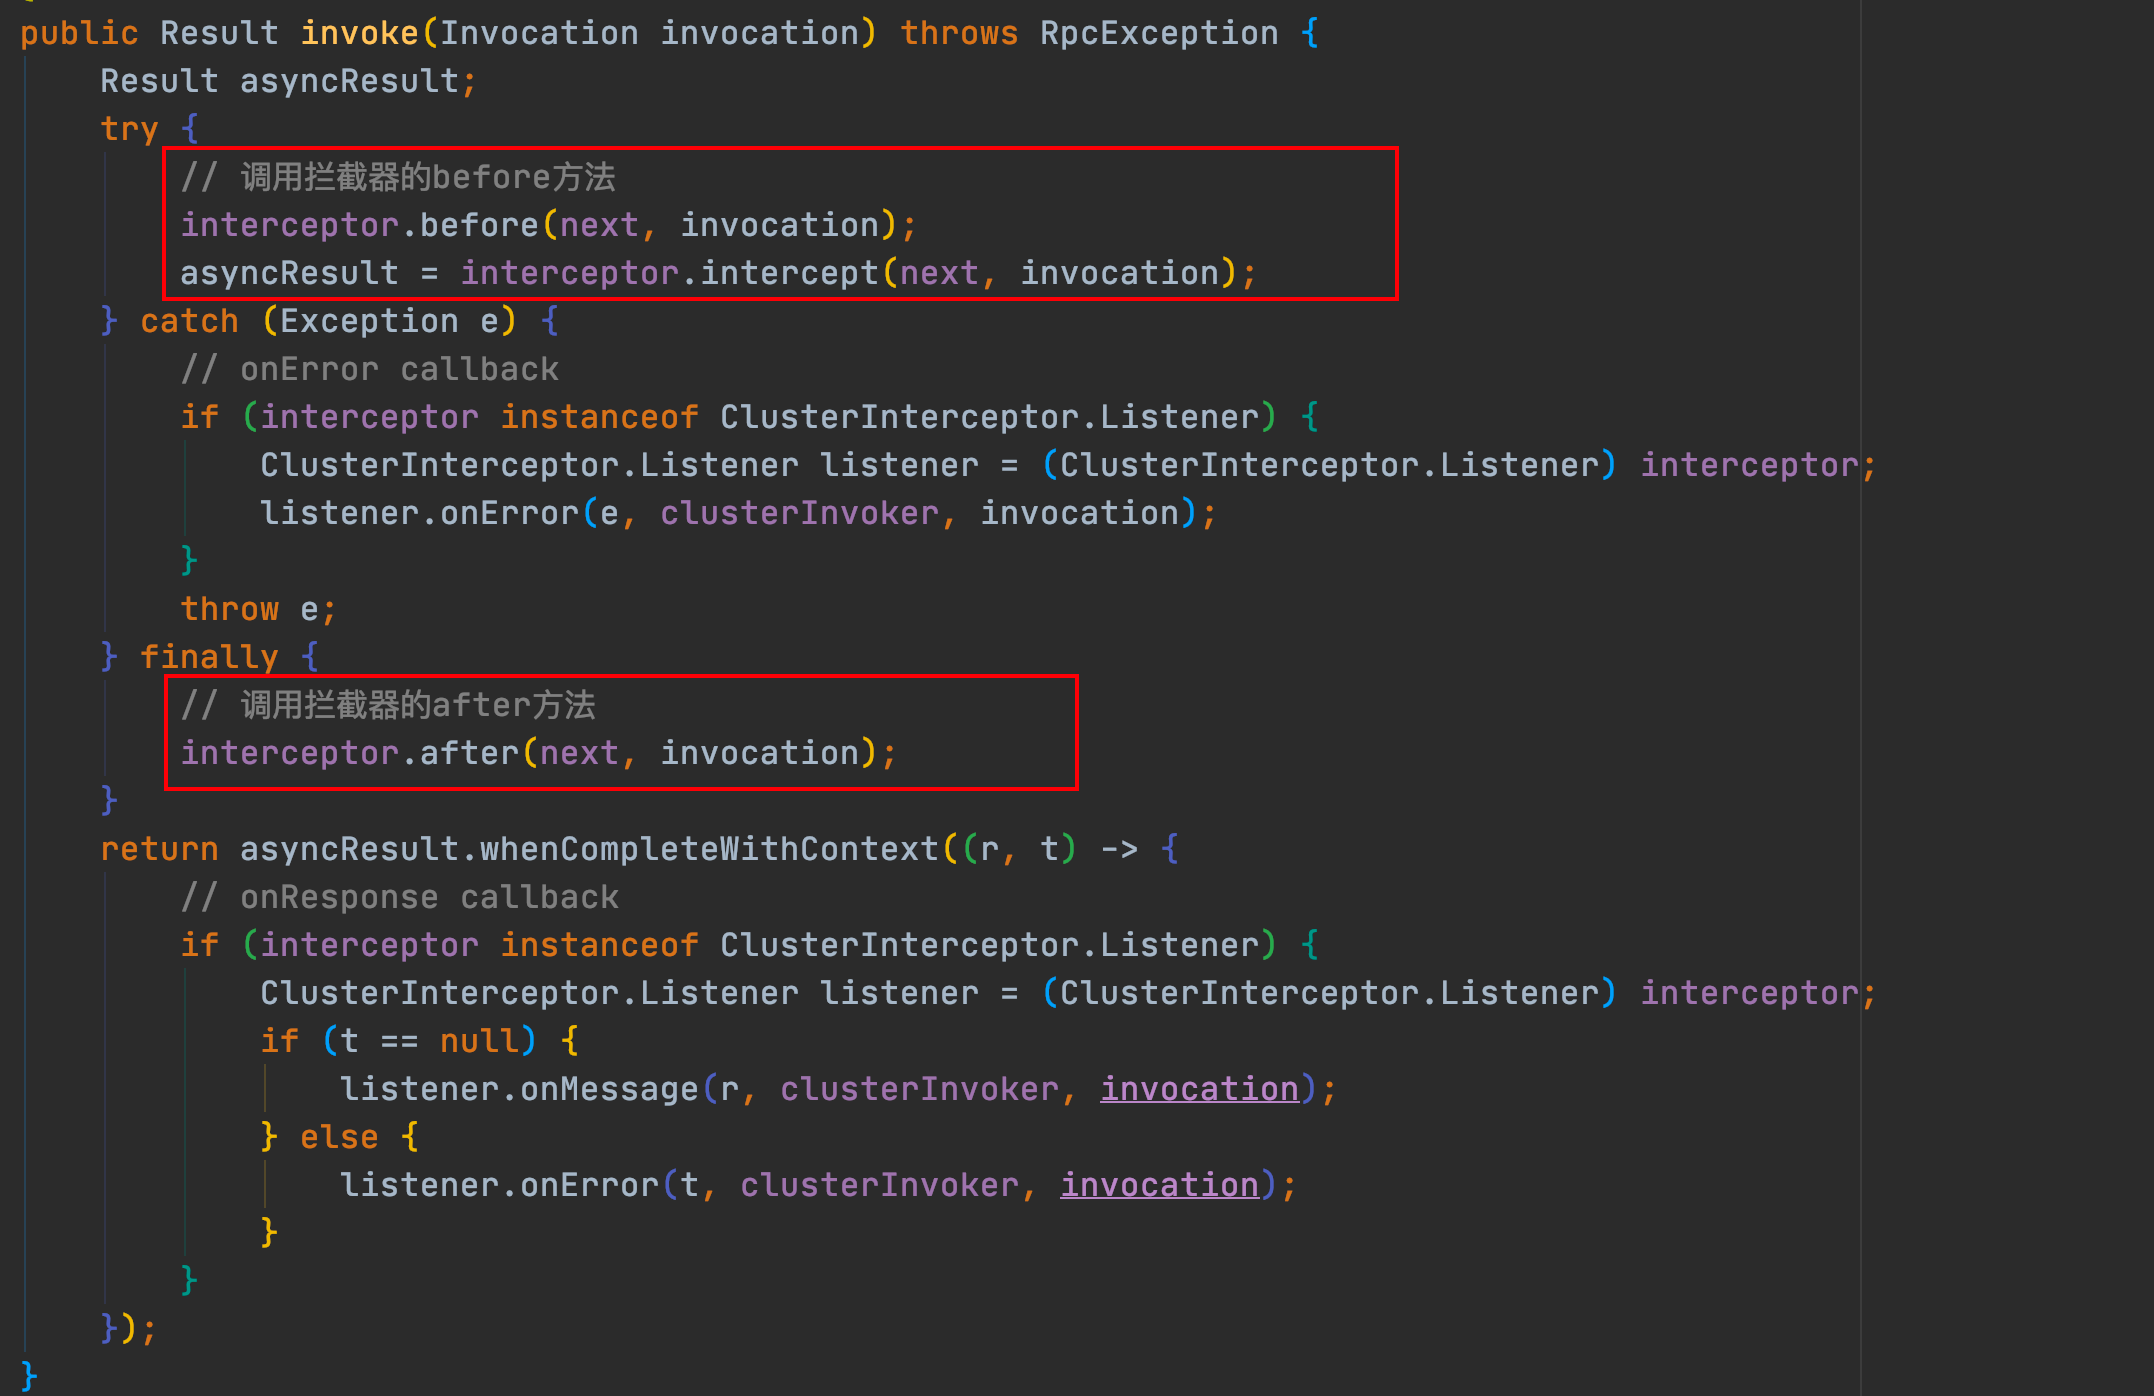 public Result invoke(Invocation invocation) throws RpcException {
Result asyncResult;
try {
// 调用拦截器的before方法
interceptor.before(next, invocation);
asyncResult = interceptor.intercept(next, invocation);
} catch (Exception e) {
// onError callback
if (interceptor instanceof ClusterInterceptor.Listener) {
ClusterInterceptor.Listener listener = (ClusterInterceptor.Listener) interceptor;
listener.onError(e, clusterInvoker, invocation);
}
throw e;
} finally {
// 调用拦截器的after方法
interceptor.after(next, invocation);
}
return asyncResult.whenCompleteWithContext((r, t) -> {
// onResponse callback
if (interceptor instanceof ClusterInterceptor.Listener) {
ClusterInterceptor.Listener listener = (ClusterInterceptor.Listener) interceptor;
if (t == null) {
listener.onMessage(r, clusterInvoker, invocation);
} else {
listener.onError(t, clusterInvoker, invocation);
}
}
});
}